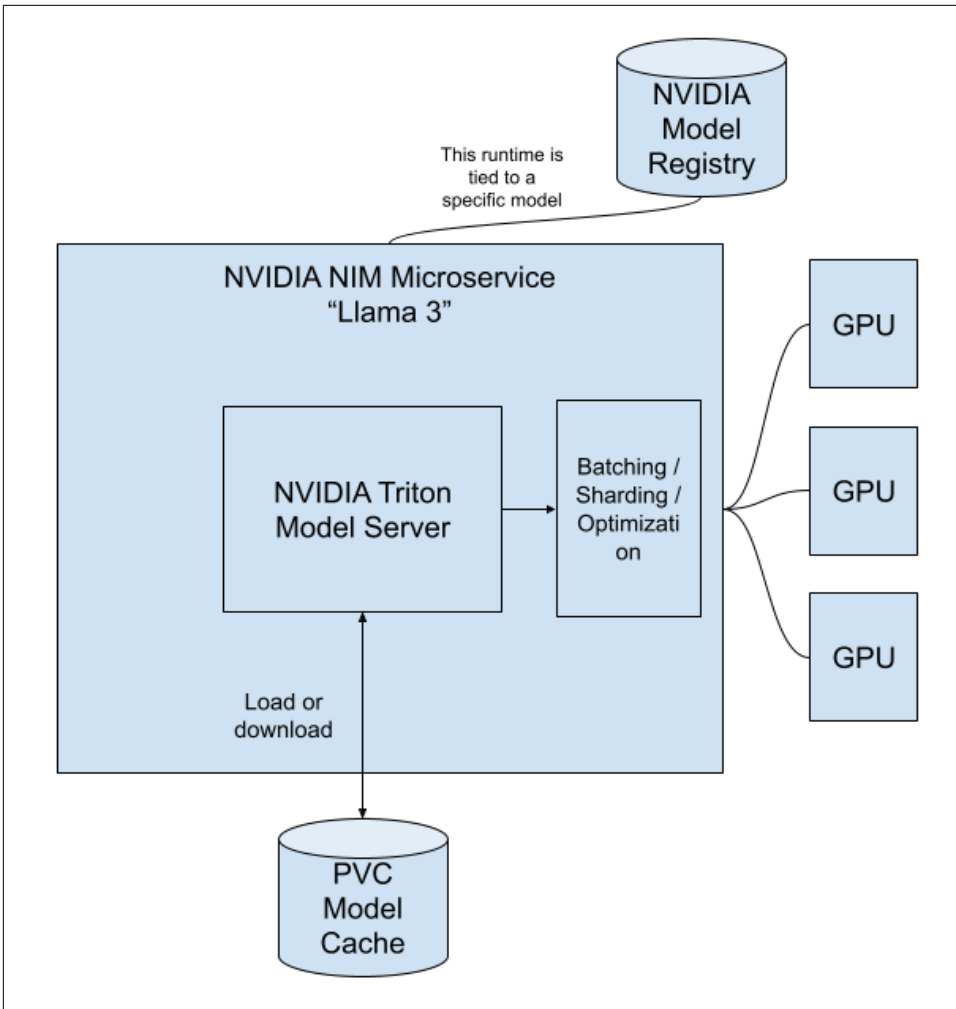 NVIDIA
Model
Registry
This runtime is
tied to a
specific model
NVIDIA NIM Microservice
“Llama 3”
GPU
NVIDIA Triton
Model Server
Batching /
Sharding /
Optimizati
on
GPU
GPU
Load or
download
PVC
Model
Cache